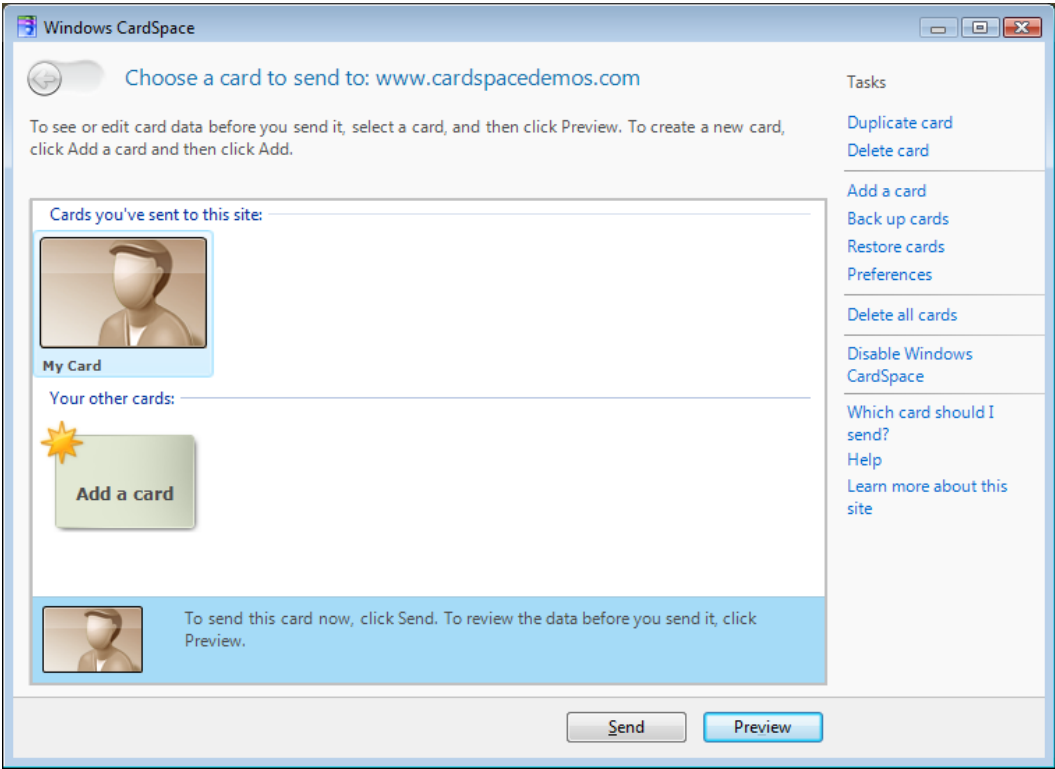 Windows CardSpace
Choose a card to send to: www.cardspacedemos.com
To see or edit card data before you send it, select a card, and then click Preview. To create a new card,
click Add a card and then click Add.
Cards you've sent to this site:
My Card
Your other cards:
Add a card
To send this card now, click Send. To review the data before you send it, click
Preview.
Send
Preview
Tasks
Duplicate card
Delete card
Add a card
Back up cards
Restore cards
Preferences
Delete all cards
Disable Windows
CardSpace
Which card should I
send?
Help
Learn more about this
site